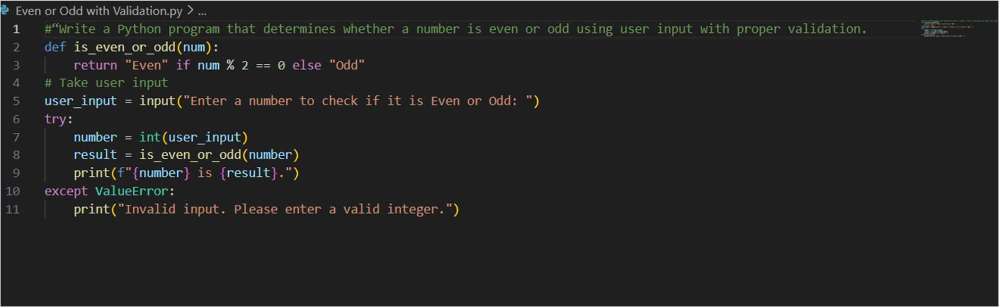 Even or Odd with Validation.py > ...
1 #“Write a Python program that determines whether a number is even or odd using user input with proper validation.
2 def is_even_or_odd(num):
3     return "Even" if num % 2 == 0 else "Odd"
4 # Take user input
5 user_input = input("Enter a number to check if it is Even or Odd: ")
6 try:
7     number = int(user_input)
8     result = is_even_or_odd(number)
9     print(f"{number} is {result}.")
10 except ValueError:
11     print("Invalid input. Please enter a valid integer.")